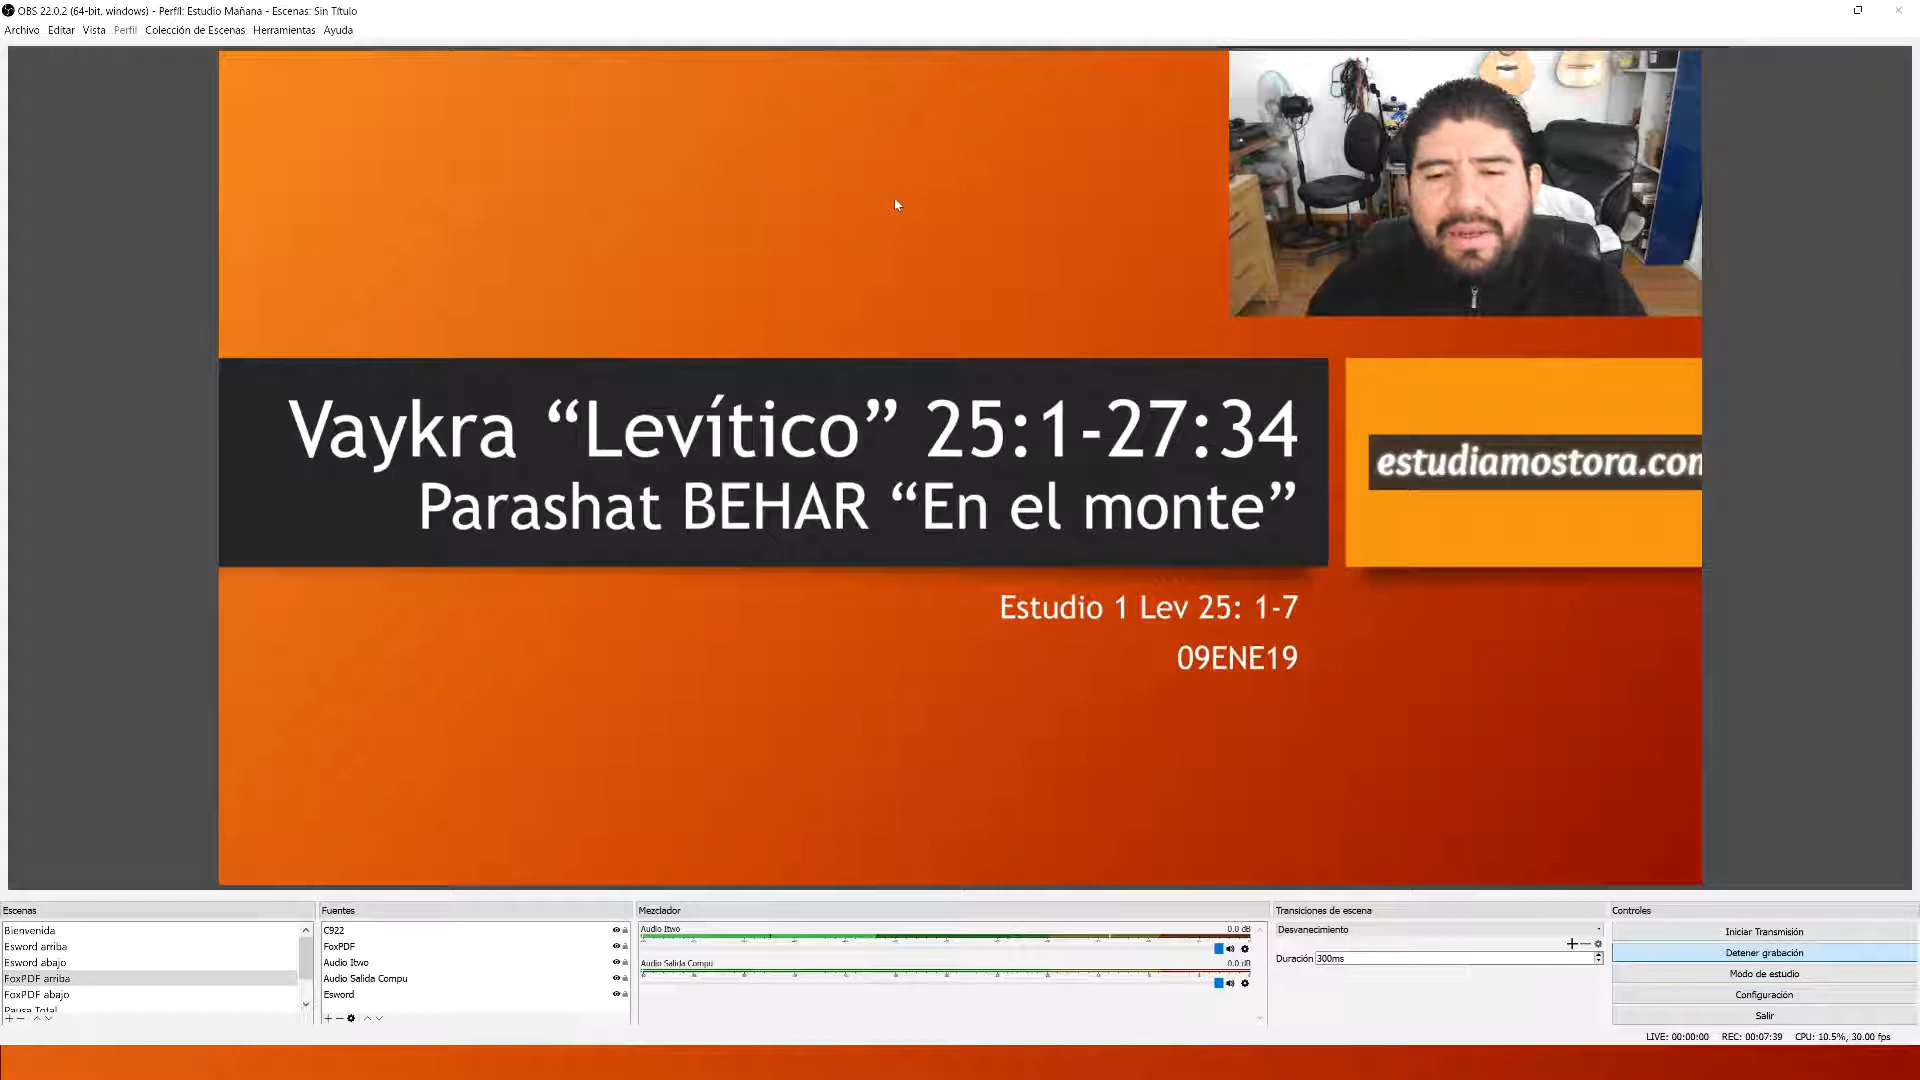 OBS 22.0.2 (64-bit, windows) - Perfil: Estudio Mañana - Escenas: Sin Título
Archivo Editar Vista Perfil Colección de Escenas Herramientas Ayuda
Vaykra “Levítico” 25:1-27:34
Parashat BEHAR “En el monte”
estudiamostora.com
Estudio 1 Lev 25: 1-7
09ENE19
Escenas
Bienvenida
Esword arriba
Esword abajo
FoxPDF arriba
FoxPDF abajo
Pausa Total
Fuentes
C922
FoxPDF
Audio Itwo
Audio Salida Compu
Esword
Mezclador
Audio Itwo 0.0 dB
Audio Salida Compu 0.0 dB
Transiciones de escena
Desvanecimiento
Duración 300ms
Controles
Iniciar Transmisión
Detener grabación
Modo de estudio
Configuración
Salir
LIVE: 00:00:00 REC: 00:07:39 CPU: 10.5%, 30.00 fps